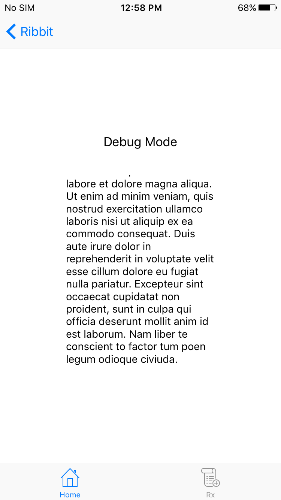 No SIM 12:58 PM 68%
Ribbit
Debug Mode
labore et dolore magna aliqua.
Ut enim ad minim veniam, quis
nostrud exercitation ullamco
laboris nisi ut aliquip ex ea
commodo consequat. Duis
aute irure dolor in
reprehenderit in voluptate velit
esse cillum dolore eu fugiat
nulla pariatur. Excepteur sint
occaecat cupidatat non
proident, sunt in culpa qui
officia deserunt mollit anim id
est laborum. Nam liber te
conscient to factor tum poen
legum odioque civiuda.
Home Rx